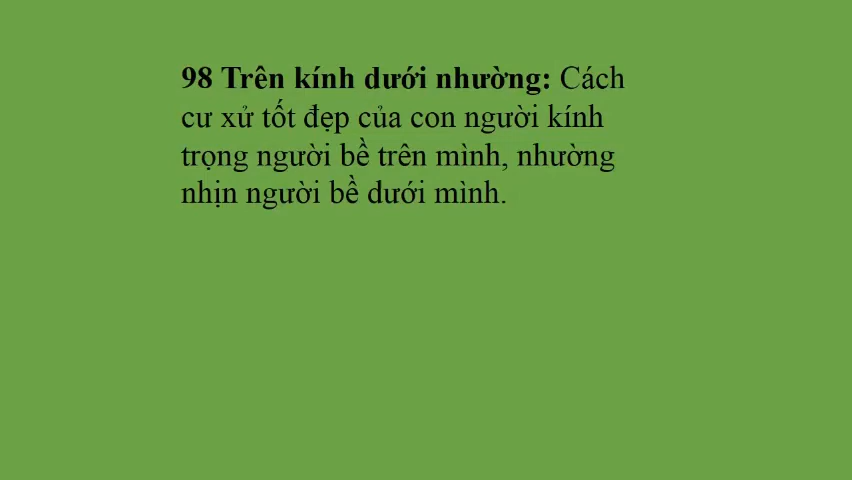 98 Trên kính dưới nhường: Cách
cư xử tốt đẹp của con người kính
trọng người bề trên mình, nhường
nhịn người bề dưới mình.